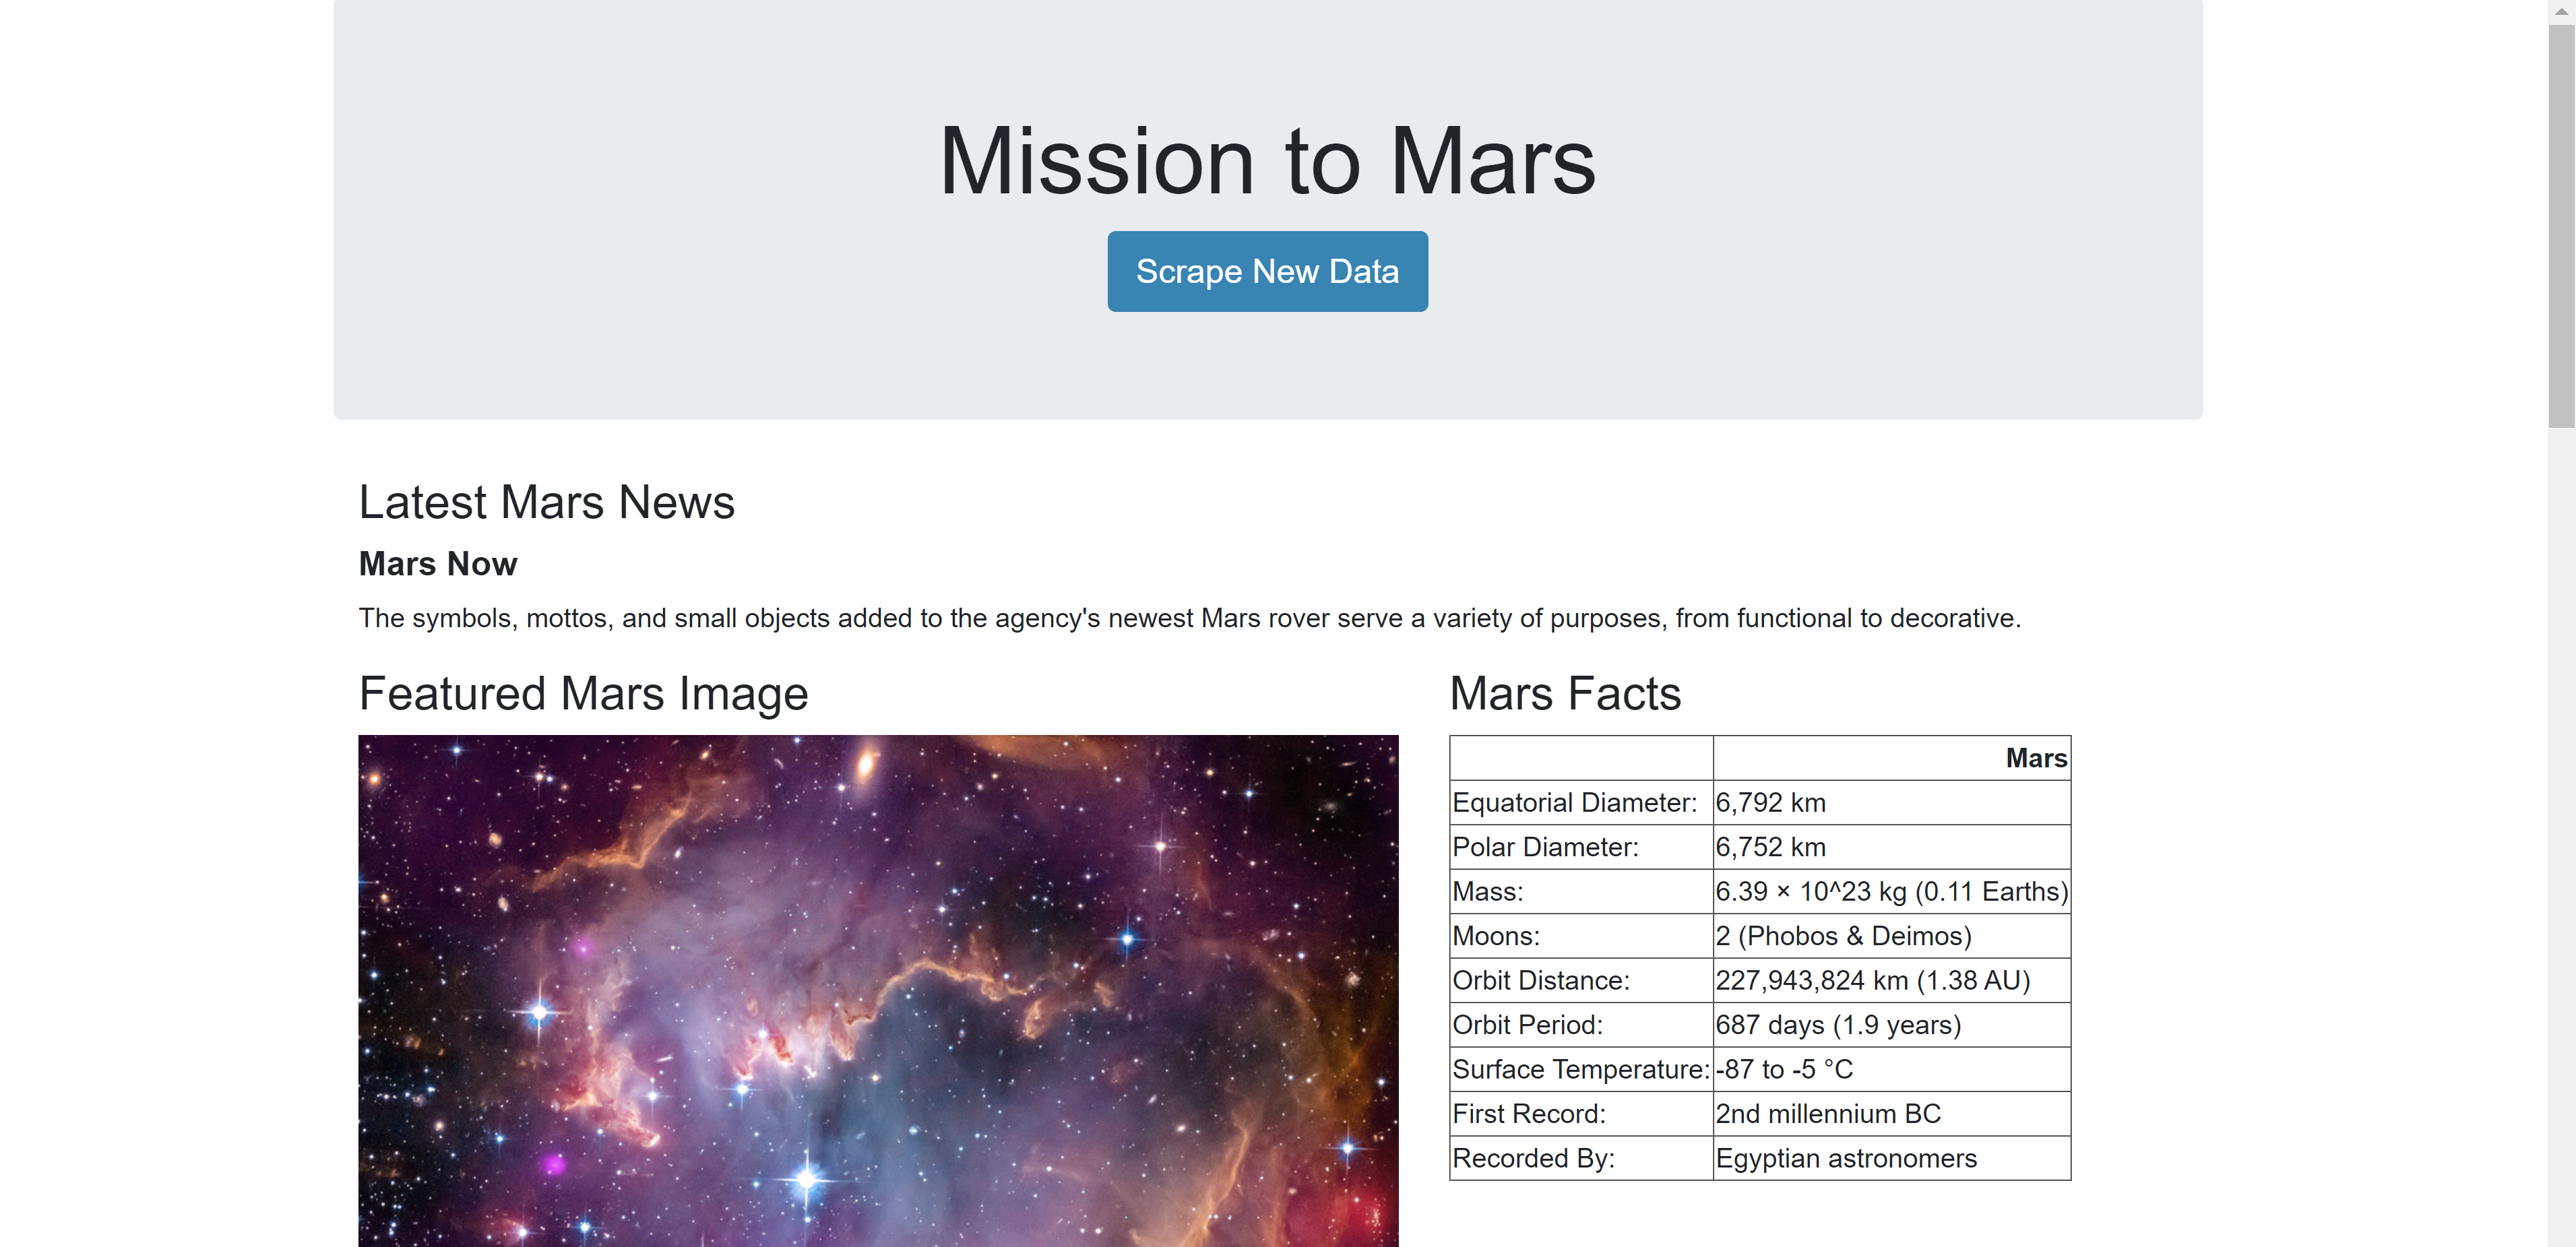 Mission to Mars
Scrape New Data
Latest Mars News
Mars Now
The symbols, mottos, and small objects added to the agency's newest Mars rover serve a variety of purposes, from functional to decorative.
Featured Mars Image
Mars Facts
Mars
Equatorial Diameter: 6,792 km
Polar Diameter: 6,752 km
Mass: 6.39 × 10^23 kg (0.11 Earths)
Moons: 2 (Phobos & Deimos)
Orbit Distance: 227,943,824 km (1.38 AU)
Orbit Period: 687 days (1.9 years)
Surface Temperature: -87 to -5 °C
First Record: 2nd millennium BC
Recorded By: Egyptian astronomers